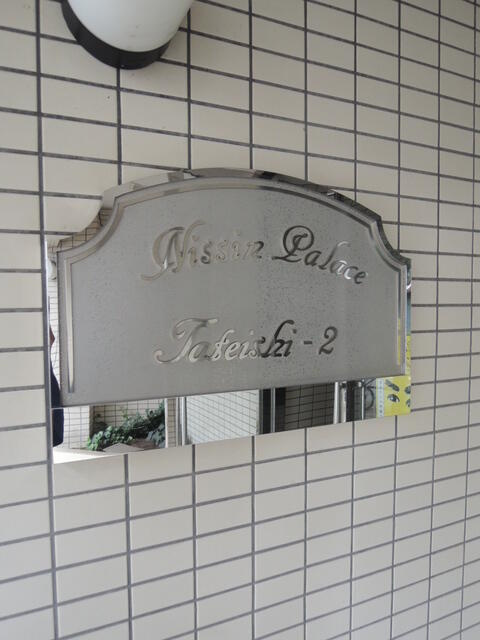 Nissin Palace
Tateishi - 2